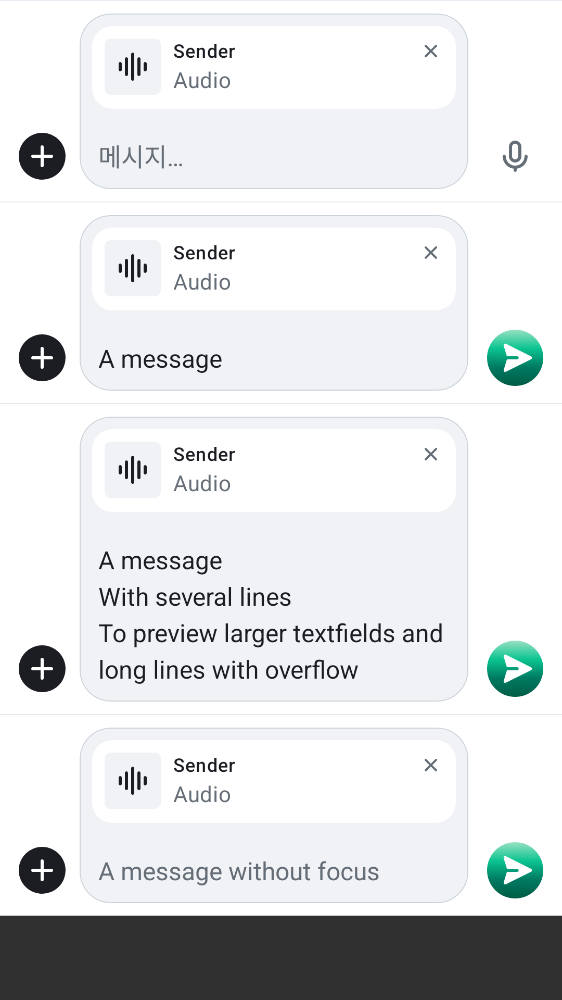 Sender
Audio
메시지…
Sender
Audio
A message
Sender
Audio
A message
With several lines
To preview larger textfields and
long lines with overflow
Sender
Audio
A message without focus